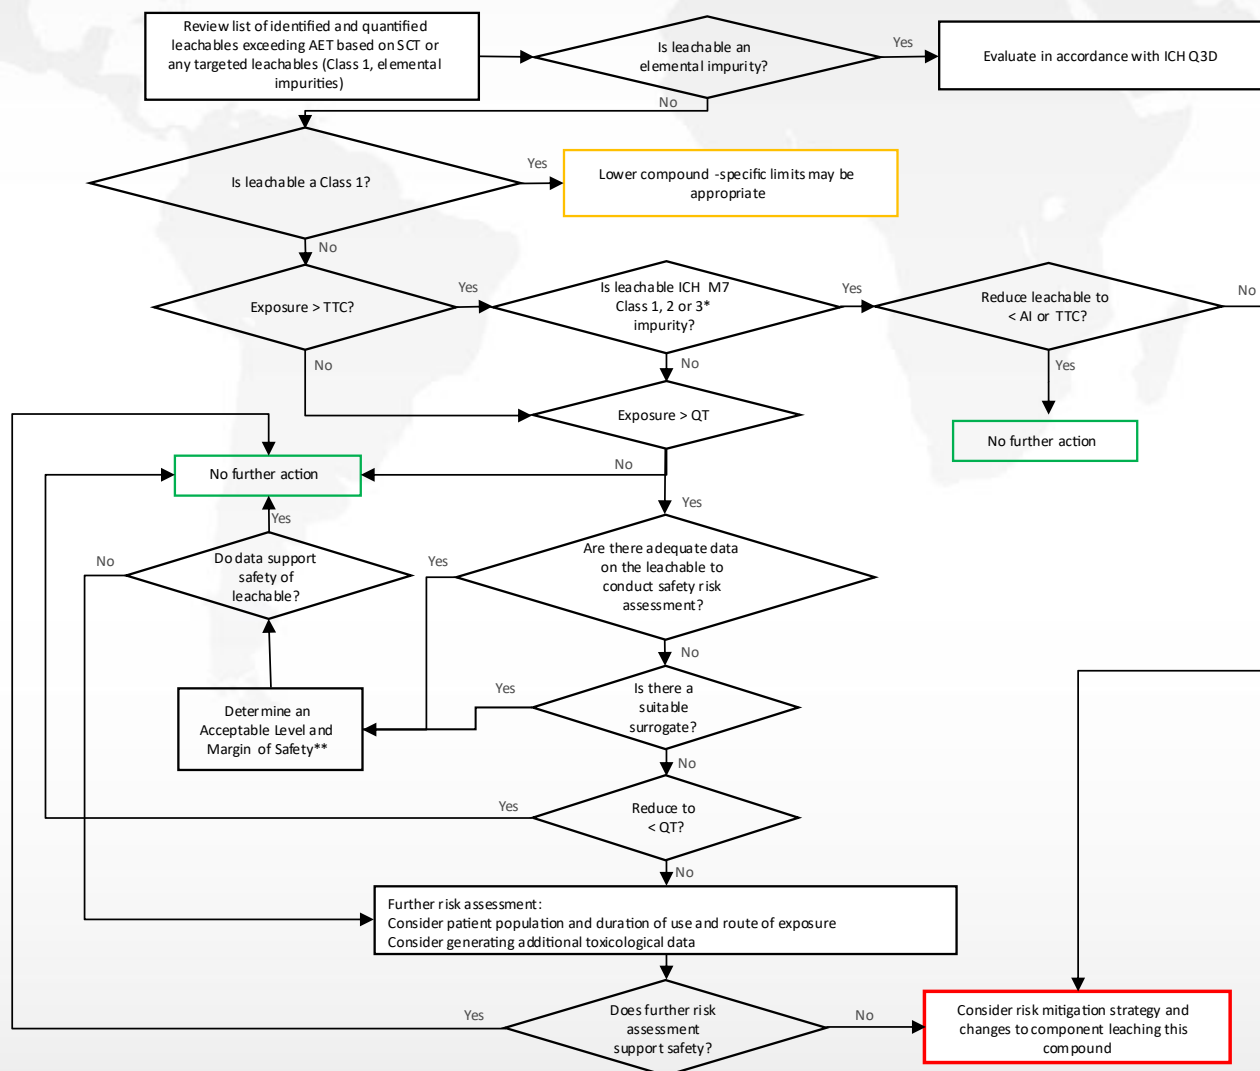 Review list of identified and quantified
leachables exceeding AET based on SCT or
any targeted leachables (Class 1, elemental
impurities)
Is leachable an
elemental impurity?
Yes
Evaluate in accordance with ICH Q3D
No
Is leachable a Class 1?
Yes
Lower compound -specific limits may be
appropriate
No
Exposure > TTC?
Yes
Is leachable ICH M7
Class 1, 2 or 3*
impurity?
Yes
Reduce leachable to
< AI or TTC?
No
No
No
Yes
Exposure > QT
No further action
No further action
No
Yes
Yes
Do data support
safety of
leachable?
No
Yes
Are there adequate data
on the leachable to
conduct safety risk
assessment?
No
Determine an
Acceptable Level and
Margin of Safety**
Yes
Is there a
suitable
surrogate?
No
Yes
Reduce to
< QT?
No
Further risk assessment:
Consider patient population and duration of use and route of exposure
Consider generating additional toxicological data
Yes
Does further risk
assessment
support safety?
No
Consider risk mitigation strategy and
changes to component leaching this
compound